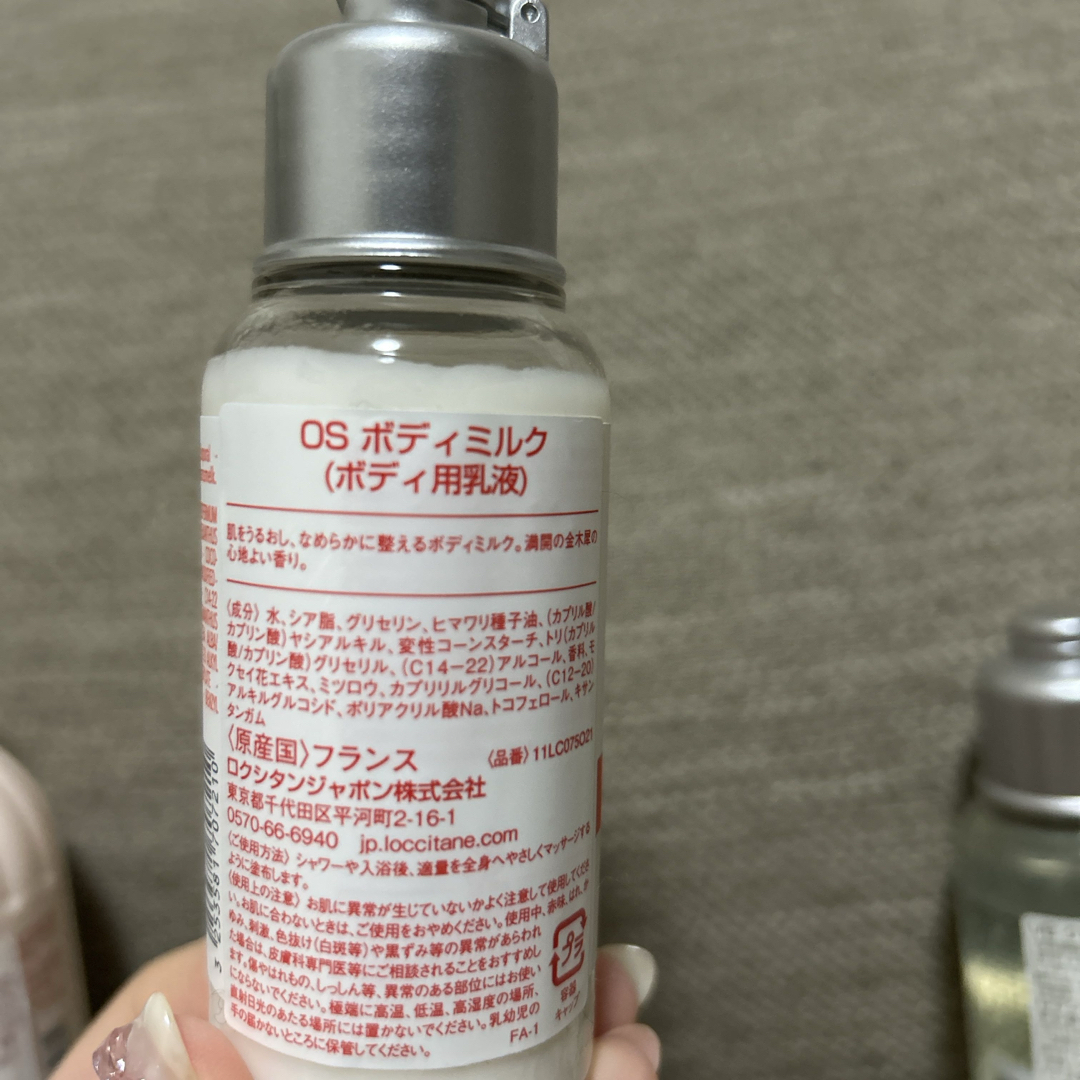 OS ボディミルク
(ボディ用乳液)
肌をうるおし、なめらかに整えるボディミルク。満開の金木犀の
心地よい香り。
〈成分〉水、シア脂、グリセリン、ヒマワリ種子油、(カプリル酸/
カプリン酸)ヤシアルキル、変性コーンスターチ、トリ(カプリル
酸/カプリン酸)グリセリル、(C14-22)アルコール、香料、モ
クセイ花エキス、ミツロウ、カプリリルグリコール、(C12-20)
アルキルグルコシド、ポリアクリル酸Na、トコフェロール、キサン
タンガム
〈原産国〉フランス 〈品番〉11LC075O21
ロクシタンジャポン株式会社
東京都千代田区平河町2-16-1
0570-66-6940 jp.loccitane.com
〈ご使用方法〉シャワーや入浴後、適量を全身へやさしくマッサージする
ように塗布します。
〈使用上の注意〉お肌に異常が生じていないかよく注意して使用してくださ
い。お肌に合わないときは、ご使用をおやめください。使用中、赤味、はれ、か
ゆみ、刺激、色抜け(白斑等)や黒ずみ等の異常があらわれ
た場合は、皮膚科専門医等にご相談されることをおすすめし
ます。傷やはれもの、しっしん等、異常のある部位にはお使い
にならないでください。極端に高温、低温、高湿度の場所、
直射日光のあたる場所には置かないでください。乳幼児の
手の届かないところに保管してください。
FA-1
プラ
容器
キャップ